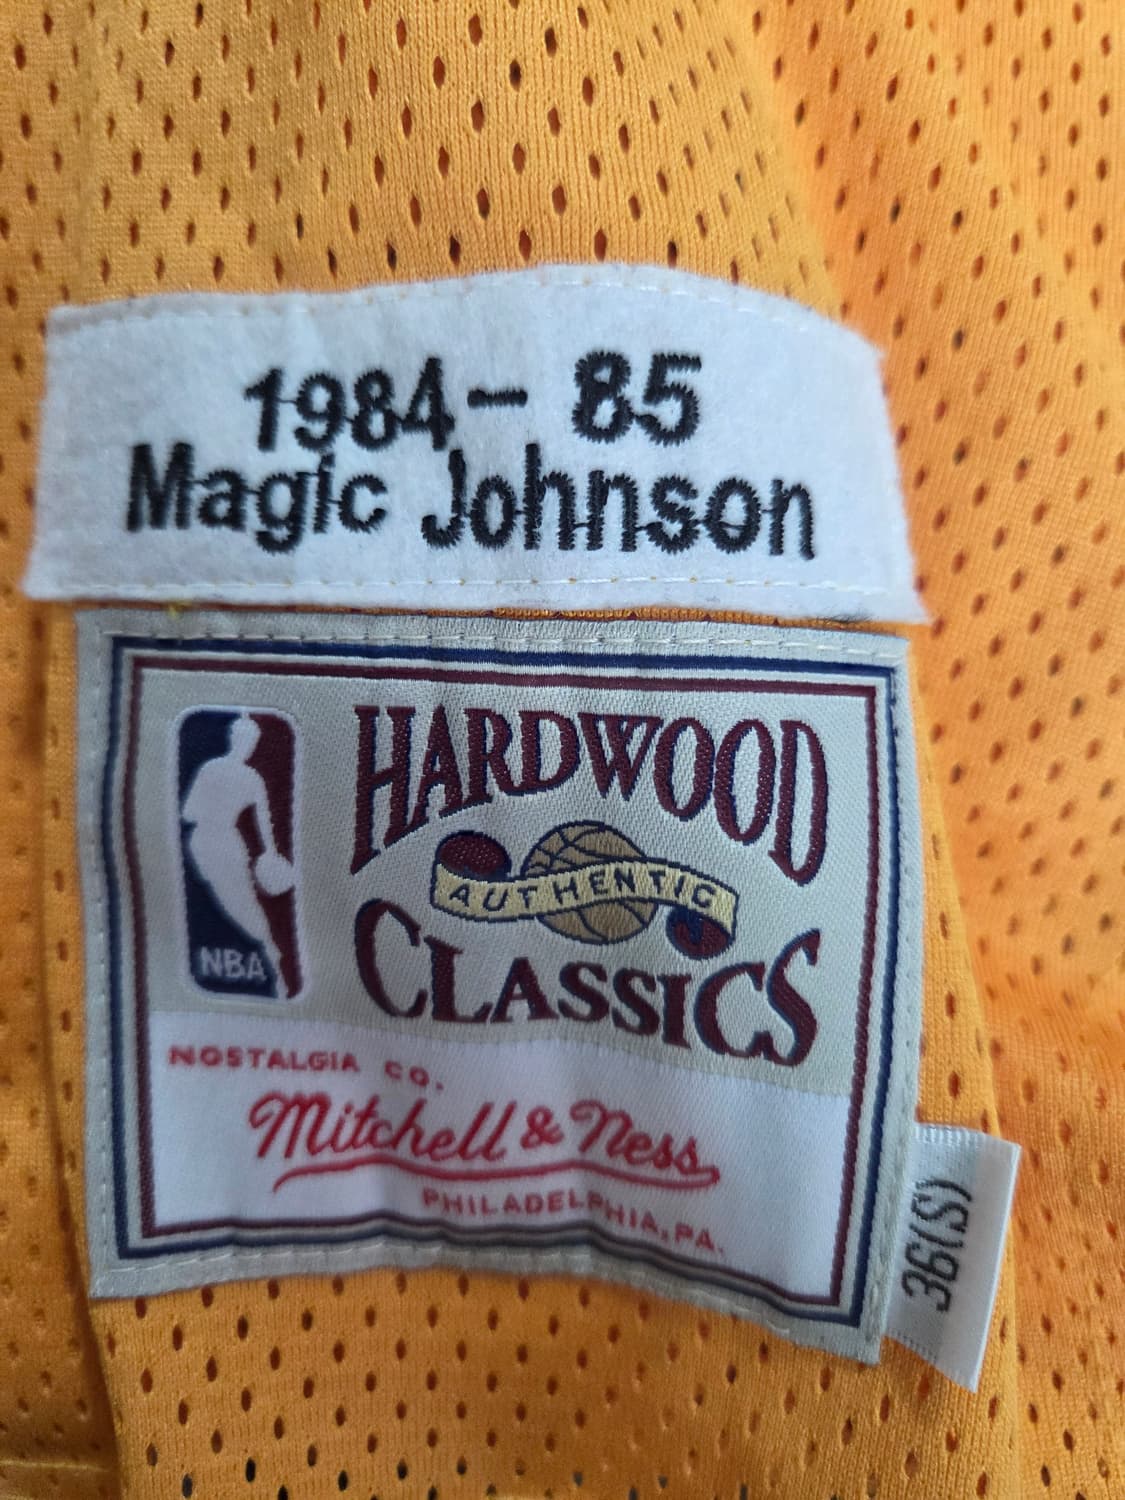 1984-85
Magic Johnson
HARDWOOD
AUTHENTIC
CLASSICS
NBA
NOSTALGIA CO.
Mitchell & Ness
PHILADELPHIA, PA.
36(S)